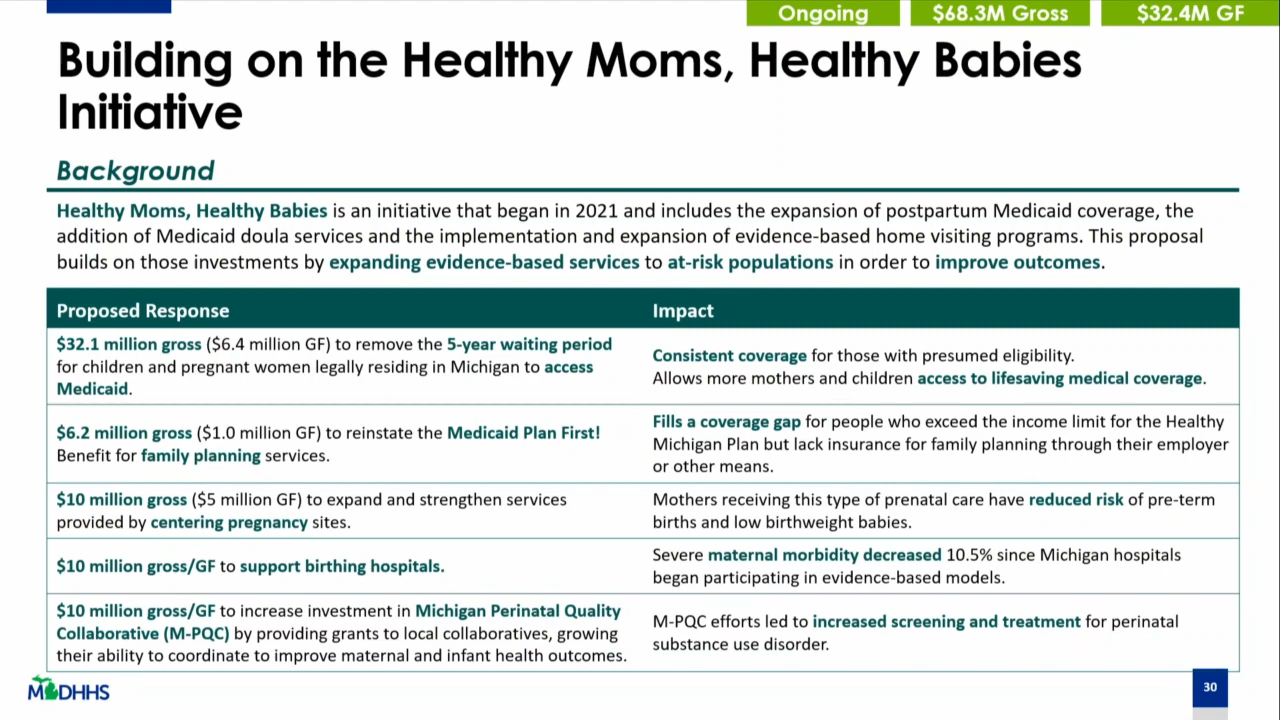 Ongoing
$68.3M Gross
$32.4M GF
Building on the Healthy Moms, Healthy Babies
Initiative
Background
Healthy Moms, Healthy Babies is an initiative that began in 2021 and includes the expansion of postpartum Medicaid coverage, the
addition of Medicaid doula services and the implementation and expansion of evidence-based home visiting programs. This proposal
builds on those investments by expanding evidence-based services to at-risk populations in order to improve outcomes.
Proposed Response
Impact
$32.1 million gross ($6.4 million GF) to remove the 5-year waiting period
for children and pregnant women legally residing in Michigan to access
Medicaid.
Consistent coverage for those with presumed eligibility.
Allows more mothers and children access to lifesaving medical coverage.
$6.2 million gross ($1.0 million GF) to reinstate the Medicaid Plan First!
Benefit for family planning services.
Fills a coverage gap for people who exceed the income limit for the Healthy
Michigan Plan but lack insurance for family planning through their employer
or other means.
$10 million gross ($5 million GF) to expand and strengthen services
provided by centering pregnancy sites.
Mothers receiving this type of prenatal care have reduced risk of pre-term
births and low birthweight babies.
$10 million gross/GF to support birthing hospitals.
Severe maternal morbidity decreased 10.5% since Michigan hospitals
began participating in evidence-based models.
$10 million gross/GF to increase investment in Michigan Perinatal Quality
Collaborative (M-PQC) by providing grants to local collaboratives, growing
their ability to coordinate to improve maternal and infant health outcomes.
M-PQC efforts led to increased screening and treatment for perinatal
substance use disorder.
MDHHS
30